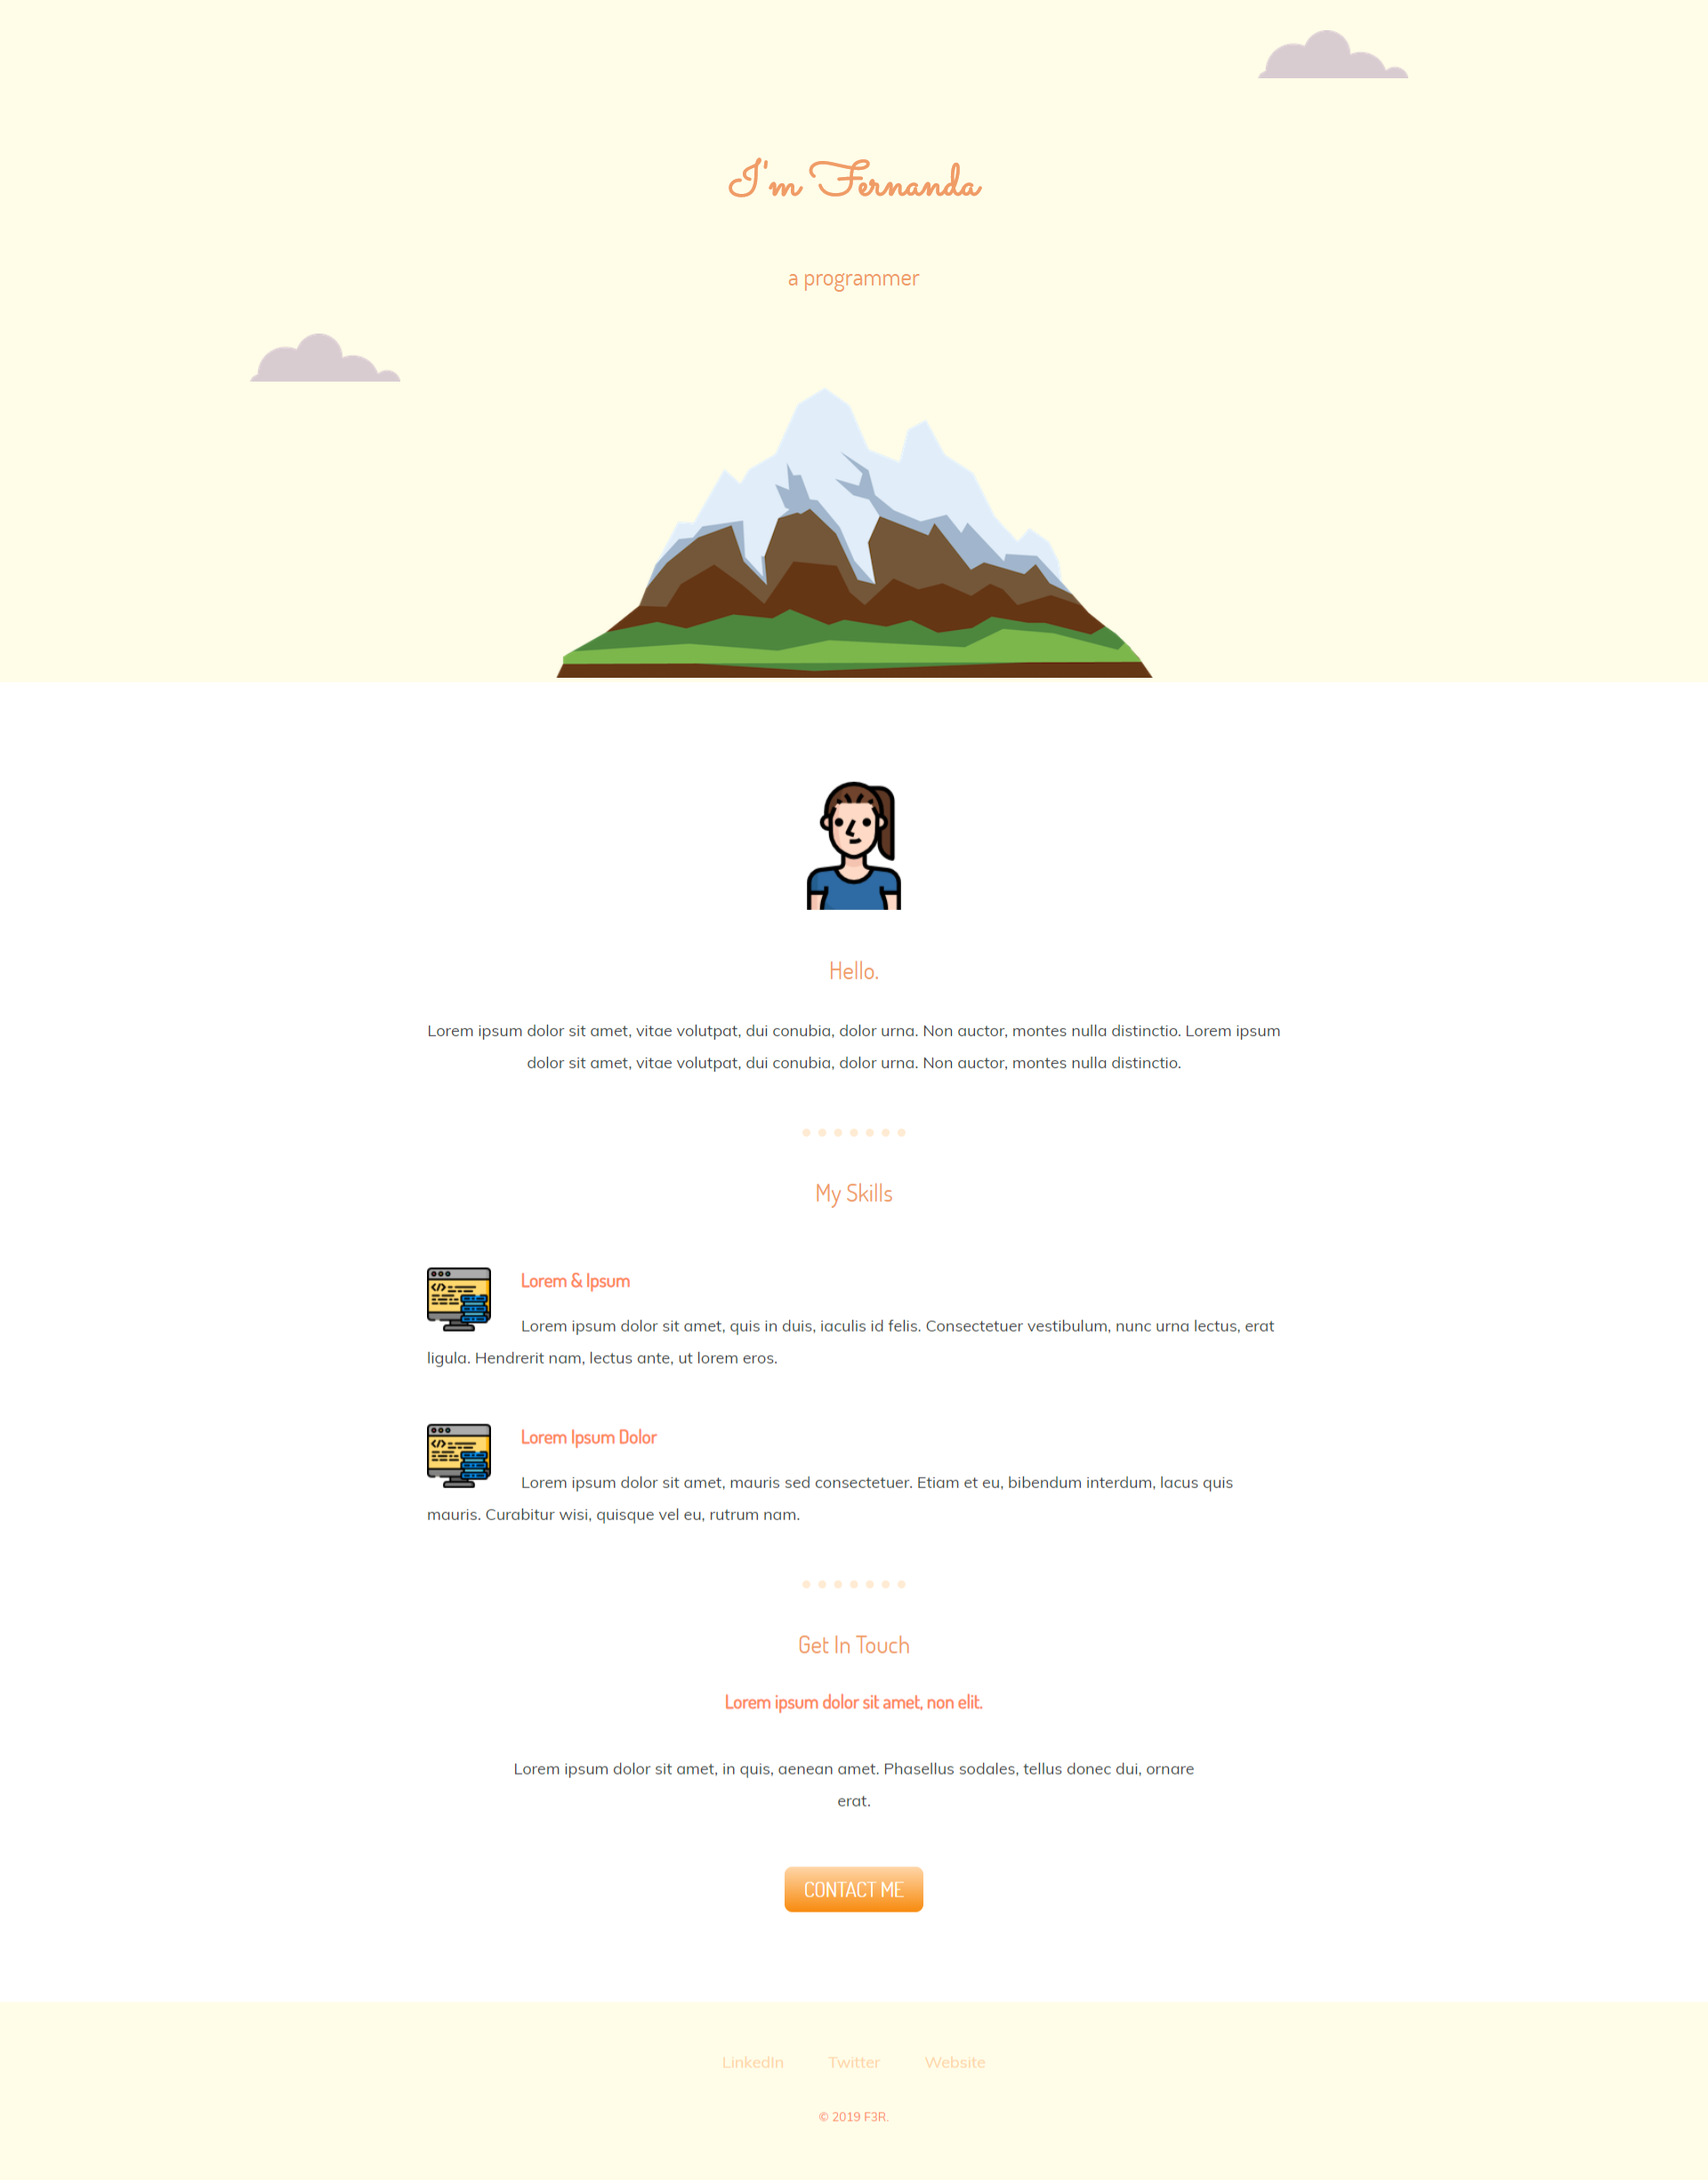 I'm Fernanda
a programmer
Hello.
Lorem ipsum dolor sit amet, vitae volutpat, dui conubia, dolor urna. Non auctor, montes nulla distinctio. Lorem ipsum
dolor sit amet, vitae volutpat, dui conubia, dolor urna. Non auctor, montes nulla distinctio.
My Skills
Lorem & Ipsum
Lorem ipsum dolor sit amet, quis in duis, iaculis id felis. Consectetuer vestibulum, nunc urna lectus, erat
ligula. Hendrerit nam, lectus ante, ut lorem eros.
Lorem Ipsum Dolor
Lorem ipsum dolor sit amet, mauris sed consectetuer. Etiam et eu, bibendum interdum, lacus quis
mauris. Curabitur wisi, quisque vel eu, rutrum nam.
Get In Touch
Lorem ipsum dolor sit amet, non elit.
Lorem ipsum dolor sit amet, in quis, aenean amet. Phasellus sodales, tellus donec dui, ornare
erat.
CONTACT ME
LinkedIn Twitter Website
© 2019 F3R.